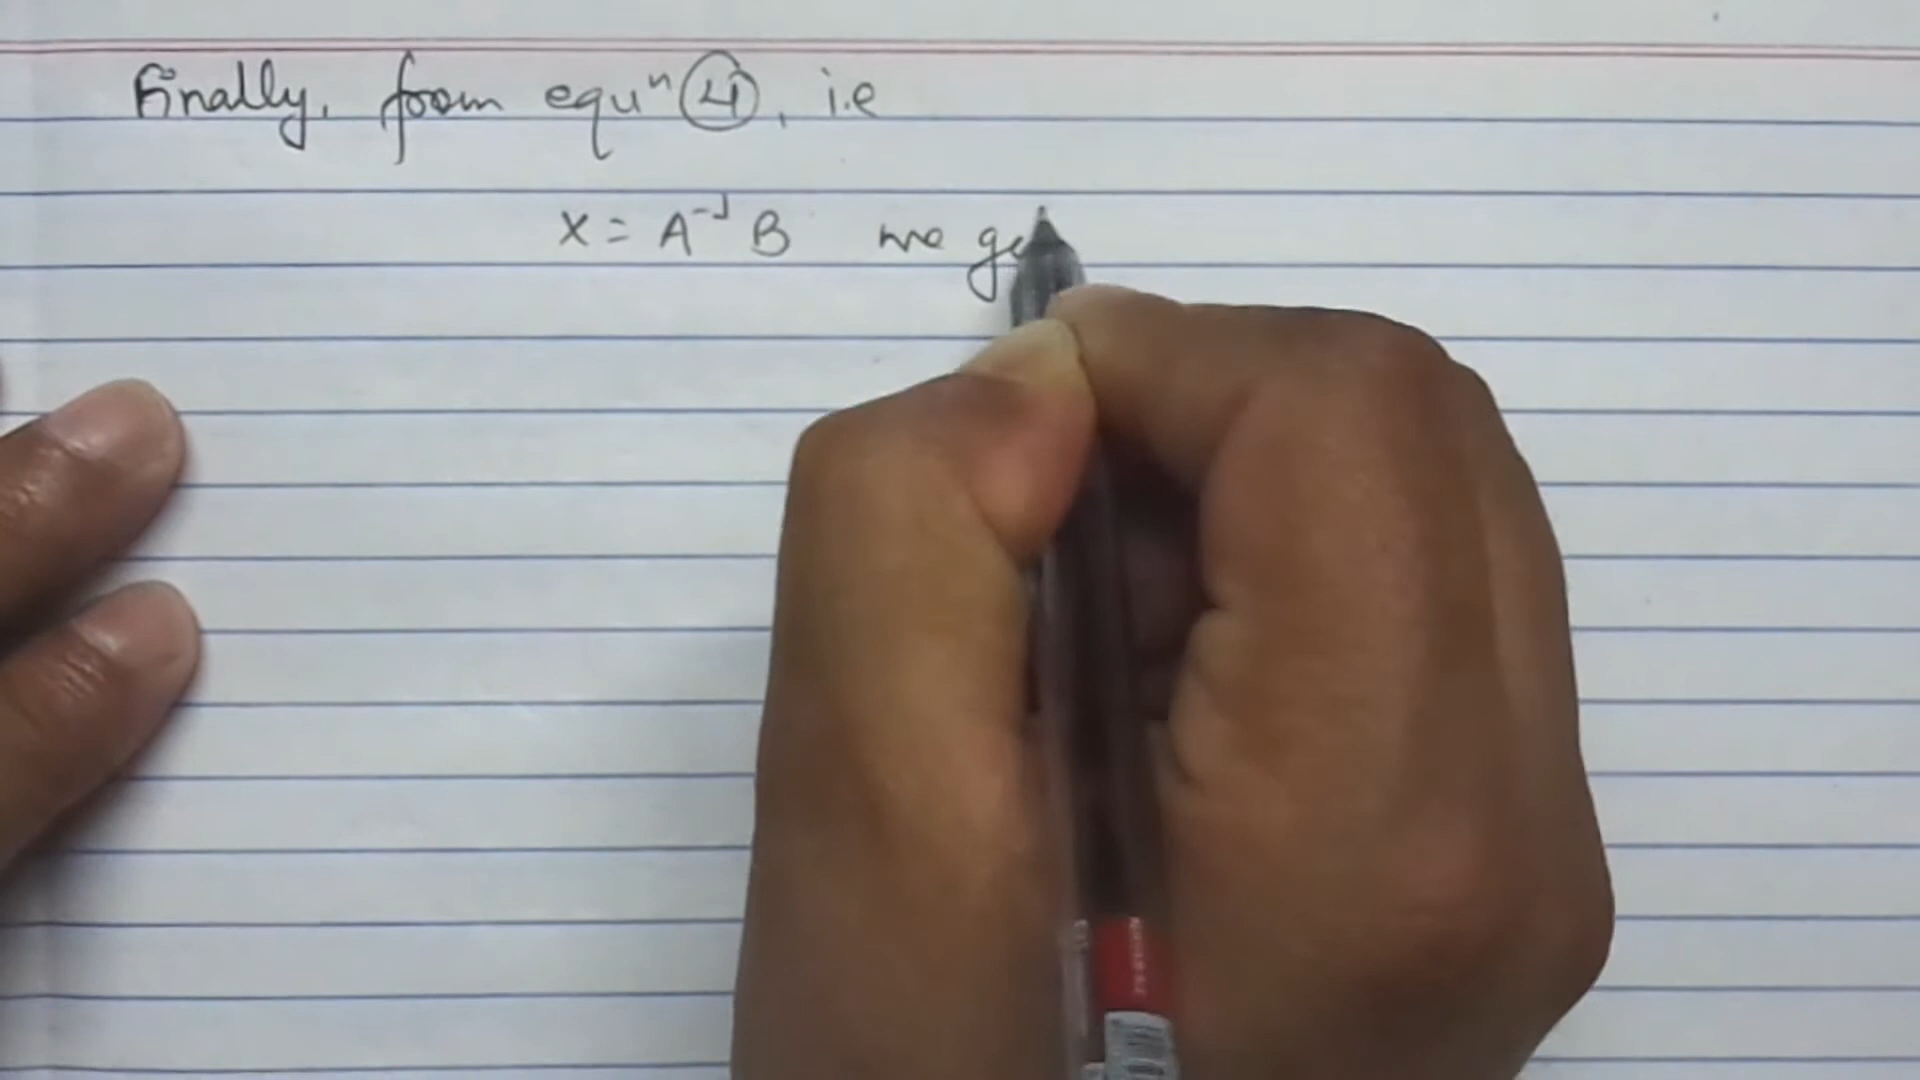 Finally, from equⁿ ④, i.e
X = A⁻¹ B we ge